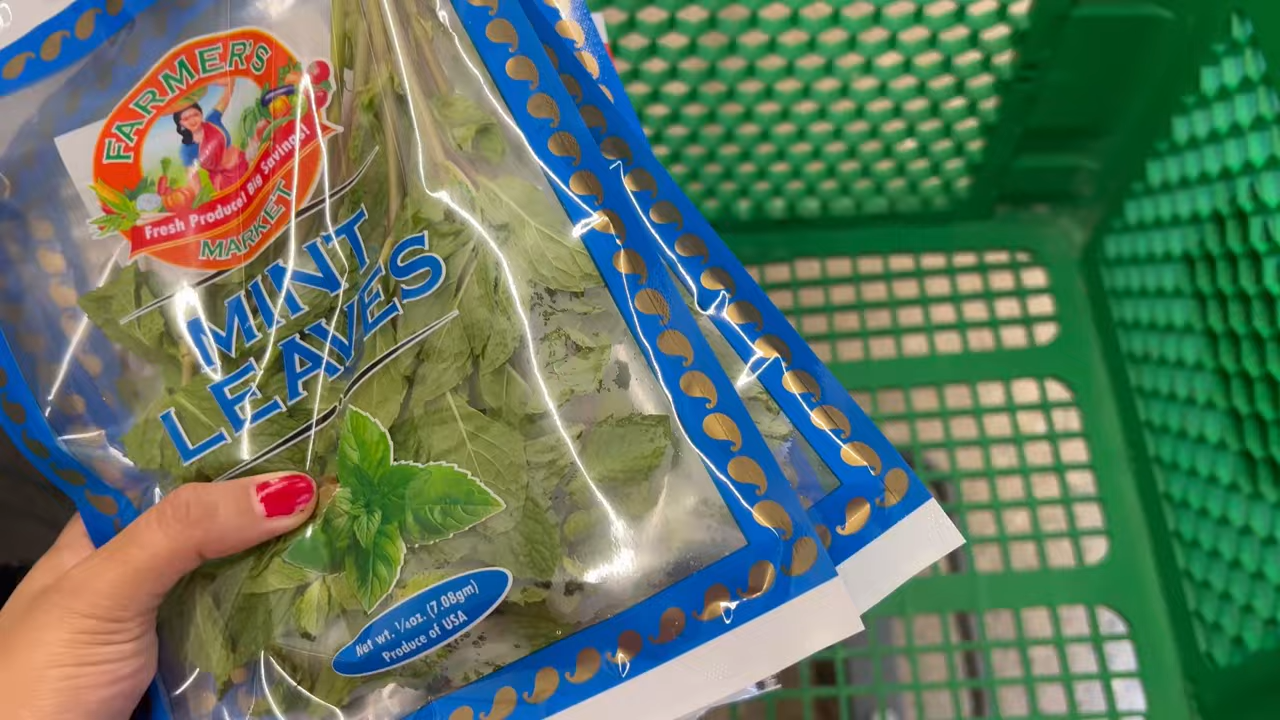 FARMER'S
Fresh Produce! Big Savings!
MARKET
MINT
LEAVES
Net wt. 1/4oz. (7.08gm)
Produce of USA